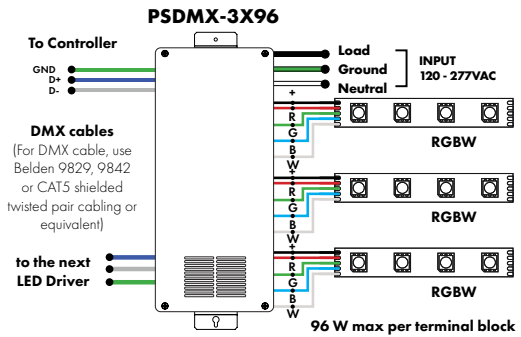 PSDMX-3X96
To Controller
GND
D+
D-
DMX cables
(For DMX cable, use
Belden 9829, 9842
or CAT5 shielded
twisted pair cabling or
equivalent)
to the next
LED Driver
Load
Ground
Neutral
INPUT
120 - 277VAC
+
R
G
B
W
RGBW
+
R
G
B
W
RGBW
+
R
G
B
W
RGBW
96 W max per terminal block